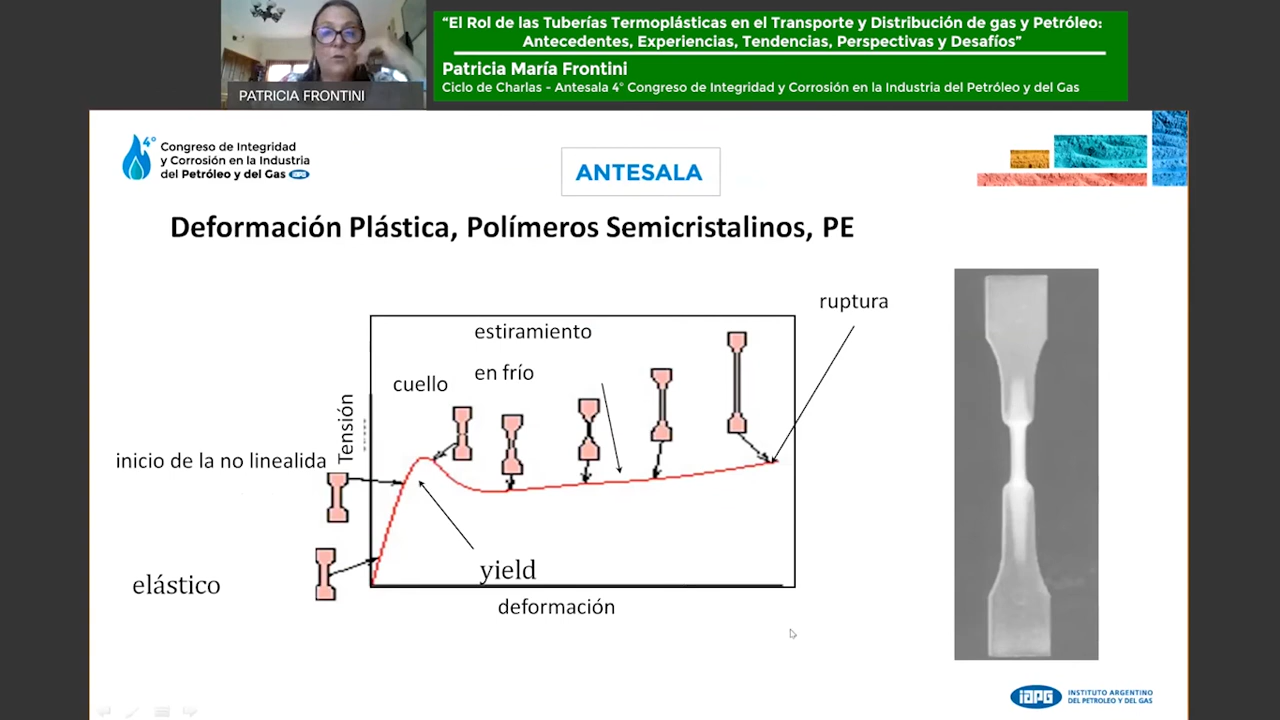 “El Rol de las Tuberías Termoplásticas en el Transporte y Distribución de gas y Petróleo:
Antecedentes, Experiencias, Tendencias, Perspectivas y Desafíos”
Patricia María Frontini
Ciclo de Charlas - Antesala 4° Congreso de Integridad y Corrosión en la Industria del Petróleo y del Gas
PATRICIA FRONTINI
4°
Congreso de Integridad
y Corrosión en la Industria
del Petróleo y del Gas iapg
ANTESALA
Deformación Plástica, Polímeros Semicristalinos, PE
ruptura
estiramiento
en frío
cuello
Tensión
inicio de la no linealida
yield
elástico
deformación
iapg INSTITUTO ARGENTINO
DEL PETROLEO Y DEL GAS